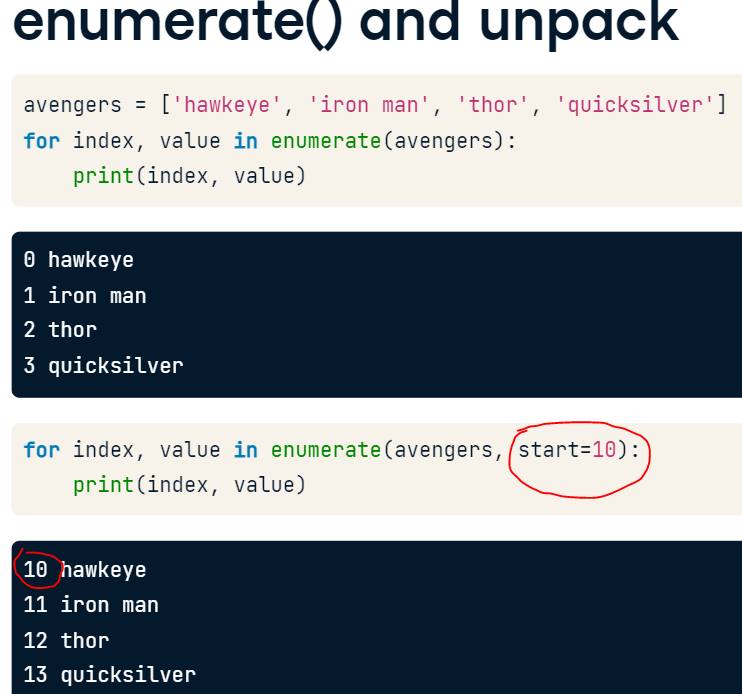 enumerate() and unpack
avengers = ['hawkeye', 'iron man', 'thor', 'quicksilver']
for index, value in enumerate(avengers):
    print(index, value)
0 hawkeye
1 iron man
2 thor
3 quicksilver
for index, value in enumerate(avengers, start=10):
    print(index, value)
10 hawkeye
11 iron man
12 thor
13 quicksilver